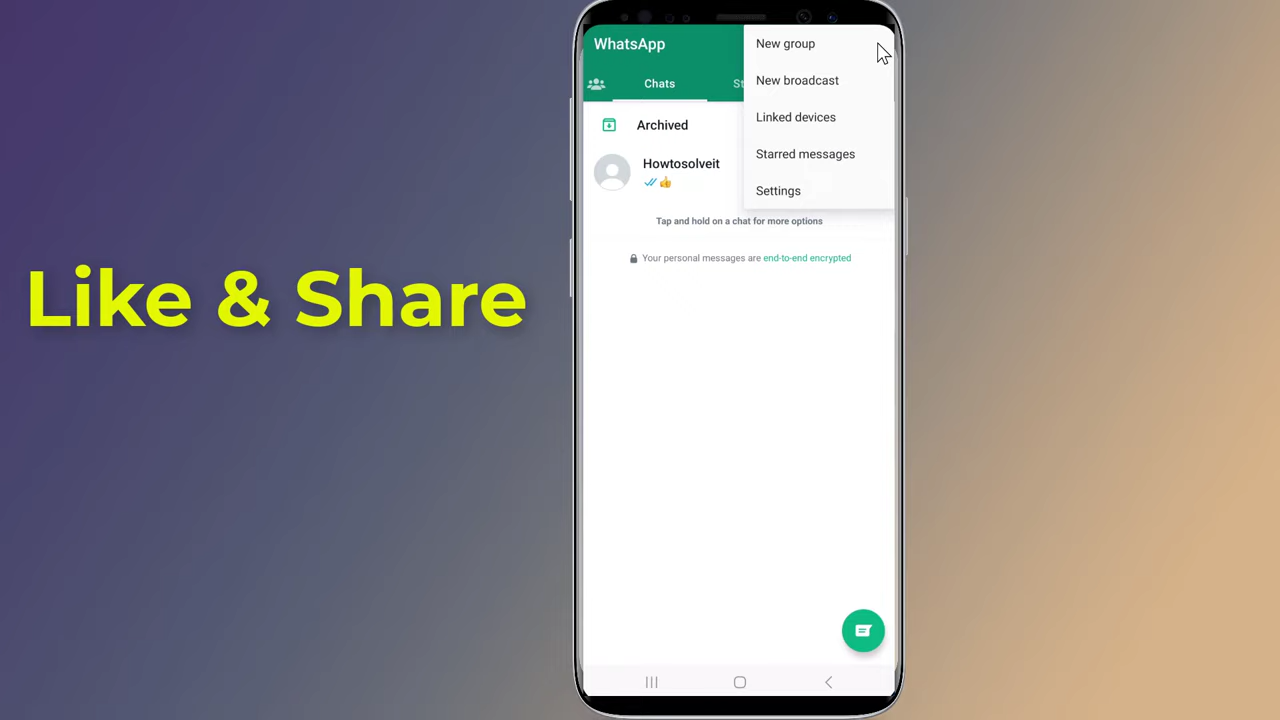 WhatsApp
New group
Chats
St
New broadcast
Linked devices
Archived
Starred messages
Howtosolveit
Settings
Tap and hold on a chat for more options
Your personal messages are end-to-end encrypted
Like & Share